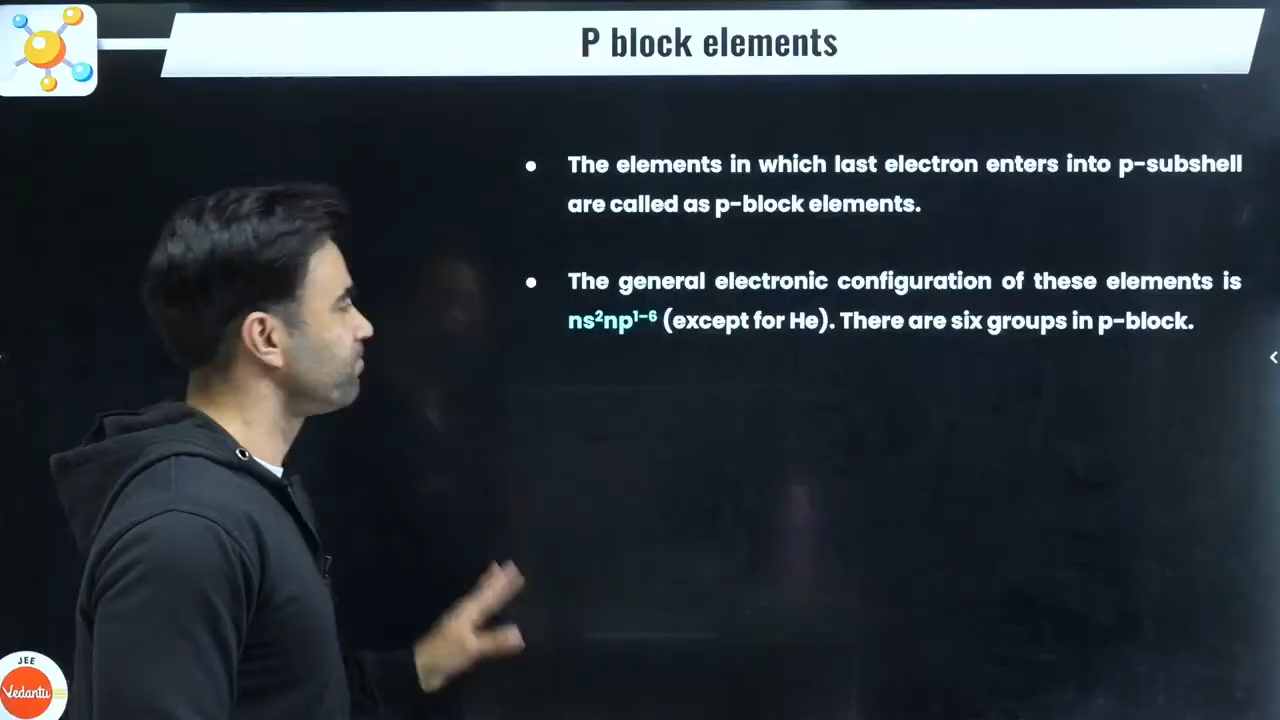 P block elements
• The elements in which last electron enters into p-subshell
are called as p-block elements.
• The general electronic configuration of these elements is
ns²np¹⁻⁶ (except for He). There are six groups in p-block.
JEE
Vedantu